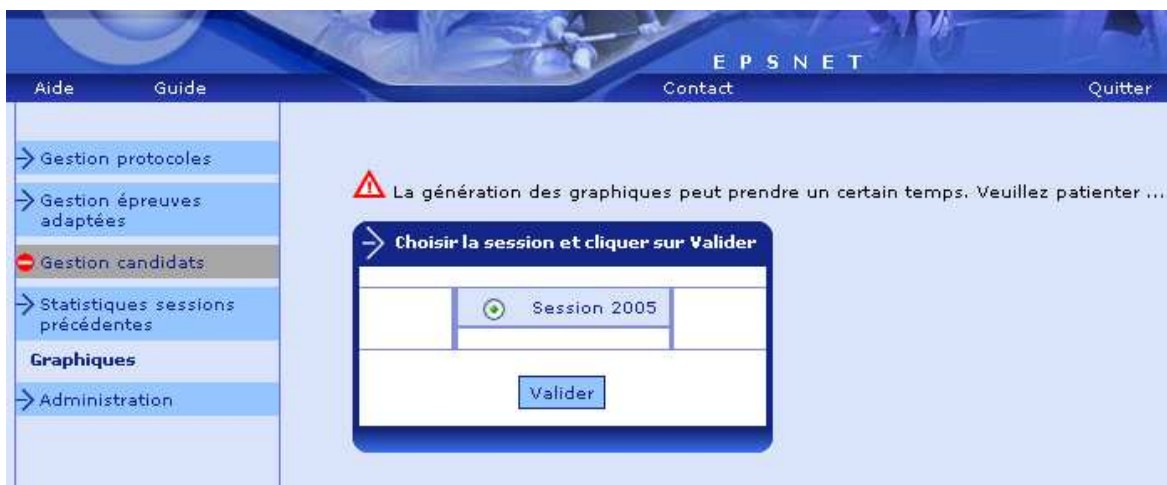 EPSNET
Aide Guide Contact Quitter
Gestion protocoles
Gestion épreuves
adaptées
Gestion candidats
Statistiques sessions
précédentes
Graphiques
Administration
La génération des graphiques peut prendre un certain temps. Veuillez patienter ...
Choisir la session et cliquer sur Valider
Session 2005
Valider